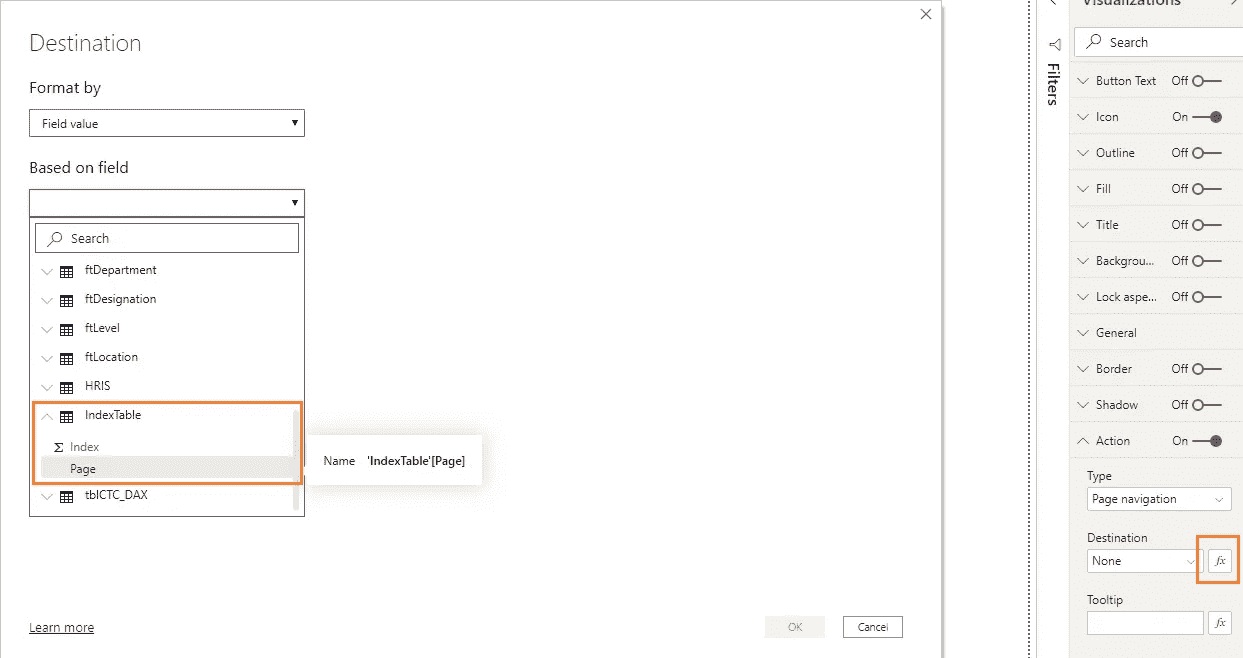 Destination
Format by
Field value
Based on field
Search
ftDepartment
ftDesignation
ftLevel
ftLocation
HRIS
IndexTable
Σ Index
Page
tblCTC_DAX
Name 'IndexTable'[Page]
Learn more
OK
Cancel
Filters
Visualizations
Search
Button Text Off
Icon On
Outline Off
Fill Off
Title Off
Backgrou... Off
Lock aspe... Off
General
Border Off
Shadow Off
Action On
Type
Page navigation
Destination
None fx
Tooltip
fx